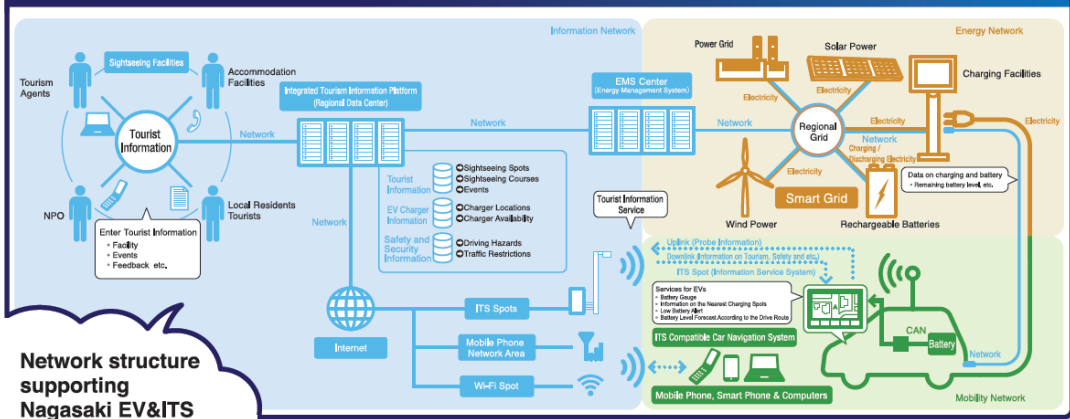 Information Network
Energy Network
Sightseeing Facilities
Tourism
Agents
Accommodation
Facilities
Tourist
Information
NPO
Local Residents
Tourists
Enter Tourist Information
・ Facility
・ Events
・ Feedback etc.
Network
Integrated Tourism Information Platform
(Regional Data Center)
Network
EMS Center
(Energy Management System)
Network
Tourist
Information
➲Sightseeing Spots
➲Sightseeing Courses
➲Events
EV Charger
Information
➲Charger Locations
➲Charger Availability
Safety and
Security
Information
➲Driving Hazards
➲Traffic Restrictions
Network
Internet
ITS Spots
Mobile Phone
Network Area
Wi-Fi Spot
Tourist Information
Service
Power Grid
Solar Power
Charging Facilities
Electricity
Electricity
Electricity
Electricity
Regional
Grid
Network
Charging /
Discharging Electricity
Electricity
Smart Grid
Wind Power
Rechargeable Batteries
Data on charging and battery
・ Remaining battery level, etc.
Uplink (Probe Information)
Downlink (Information on Tourism, Safety and etc.)
ITS Spot (Information Service System)
Services for EVs
・ Battery Gauge
・ Information on the Nearest Charging Spots
・ Low Battery Alert
・ Battery Level Forecast According to the Drive Route
ITS Compatible Car Navigation System
CAN
Battery
Network
Mobile Phone, Smart Phone & Computers
Mobility Network
Network structure
supporting
Nagasaki EV&ITS